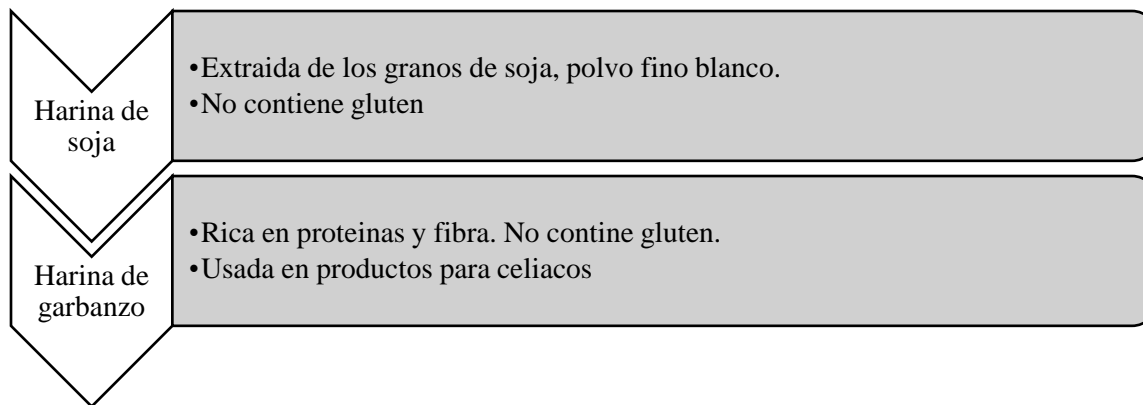 Harina de
soja
•Extraida de los granos de soja, polvo fino blanco.
•No contiene gluten
Harina de
garbanzo
•Rica en proteinas y fibra. No contine gluten.
•Usada en productos para celiacos